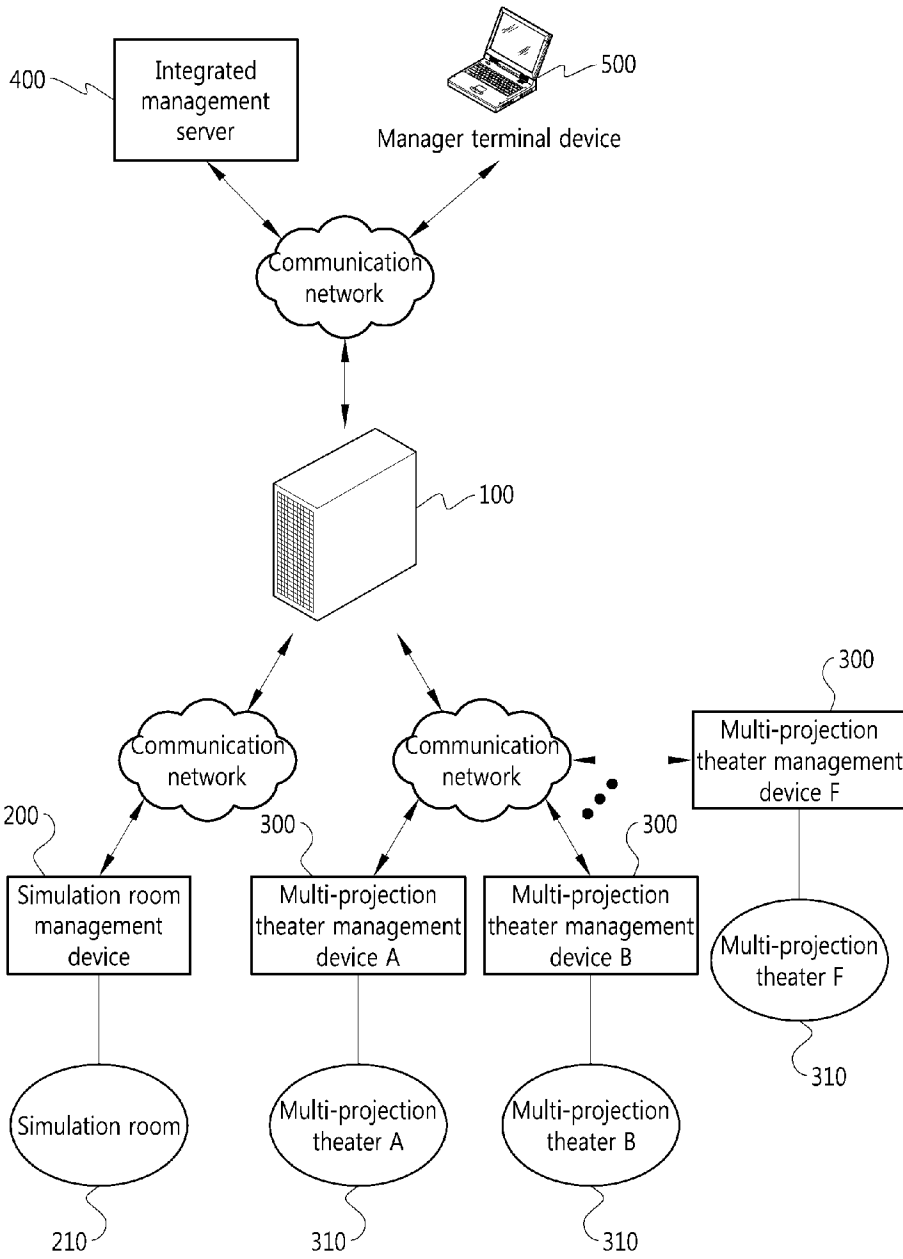 400
Integrated
management
server
500
Manager terminal device
Communication
network
100
Communication
network
Communication
network
300
Multi-projection
theater management
device F
200
Simulation room
management
device
300
Multi-projection
theater management
device A
300
Multi-projection
theater management
device B
Multi-projection
theater F
310
Simulation room
210
Multi-projection
theater A
310
Multi-projection
theater B
310